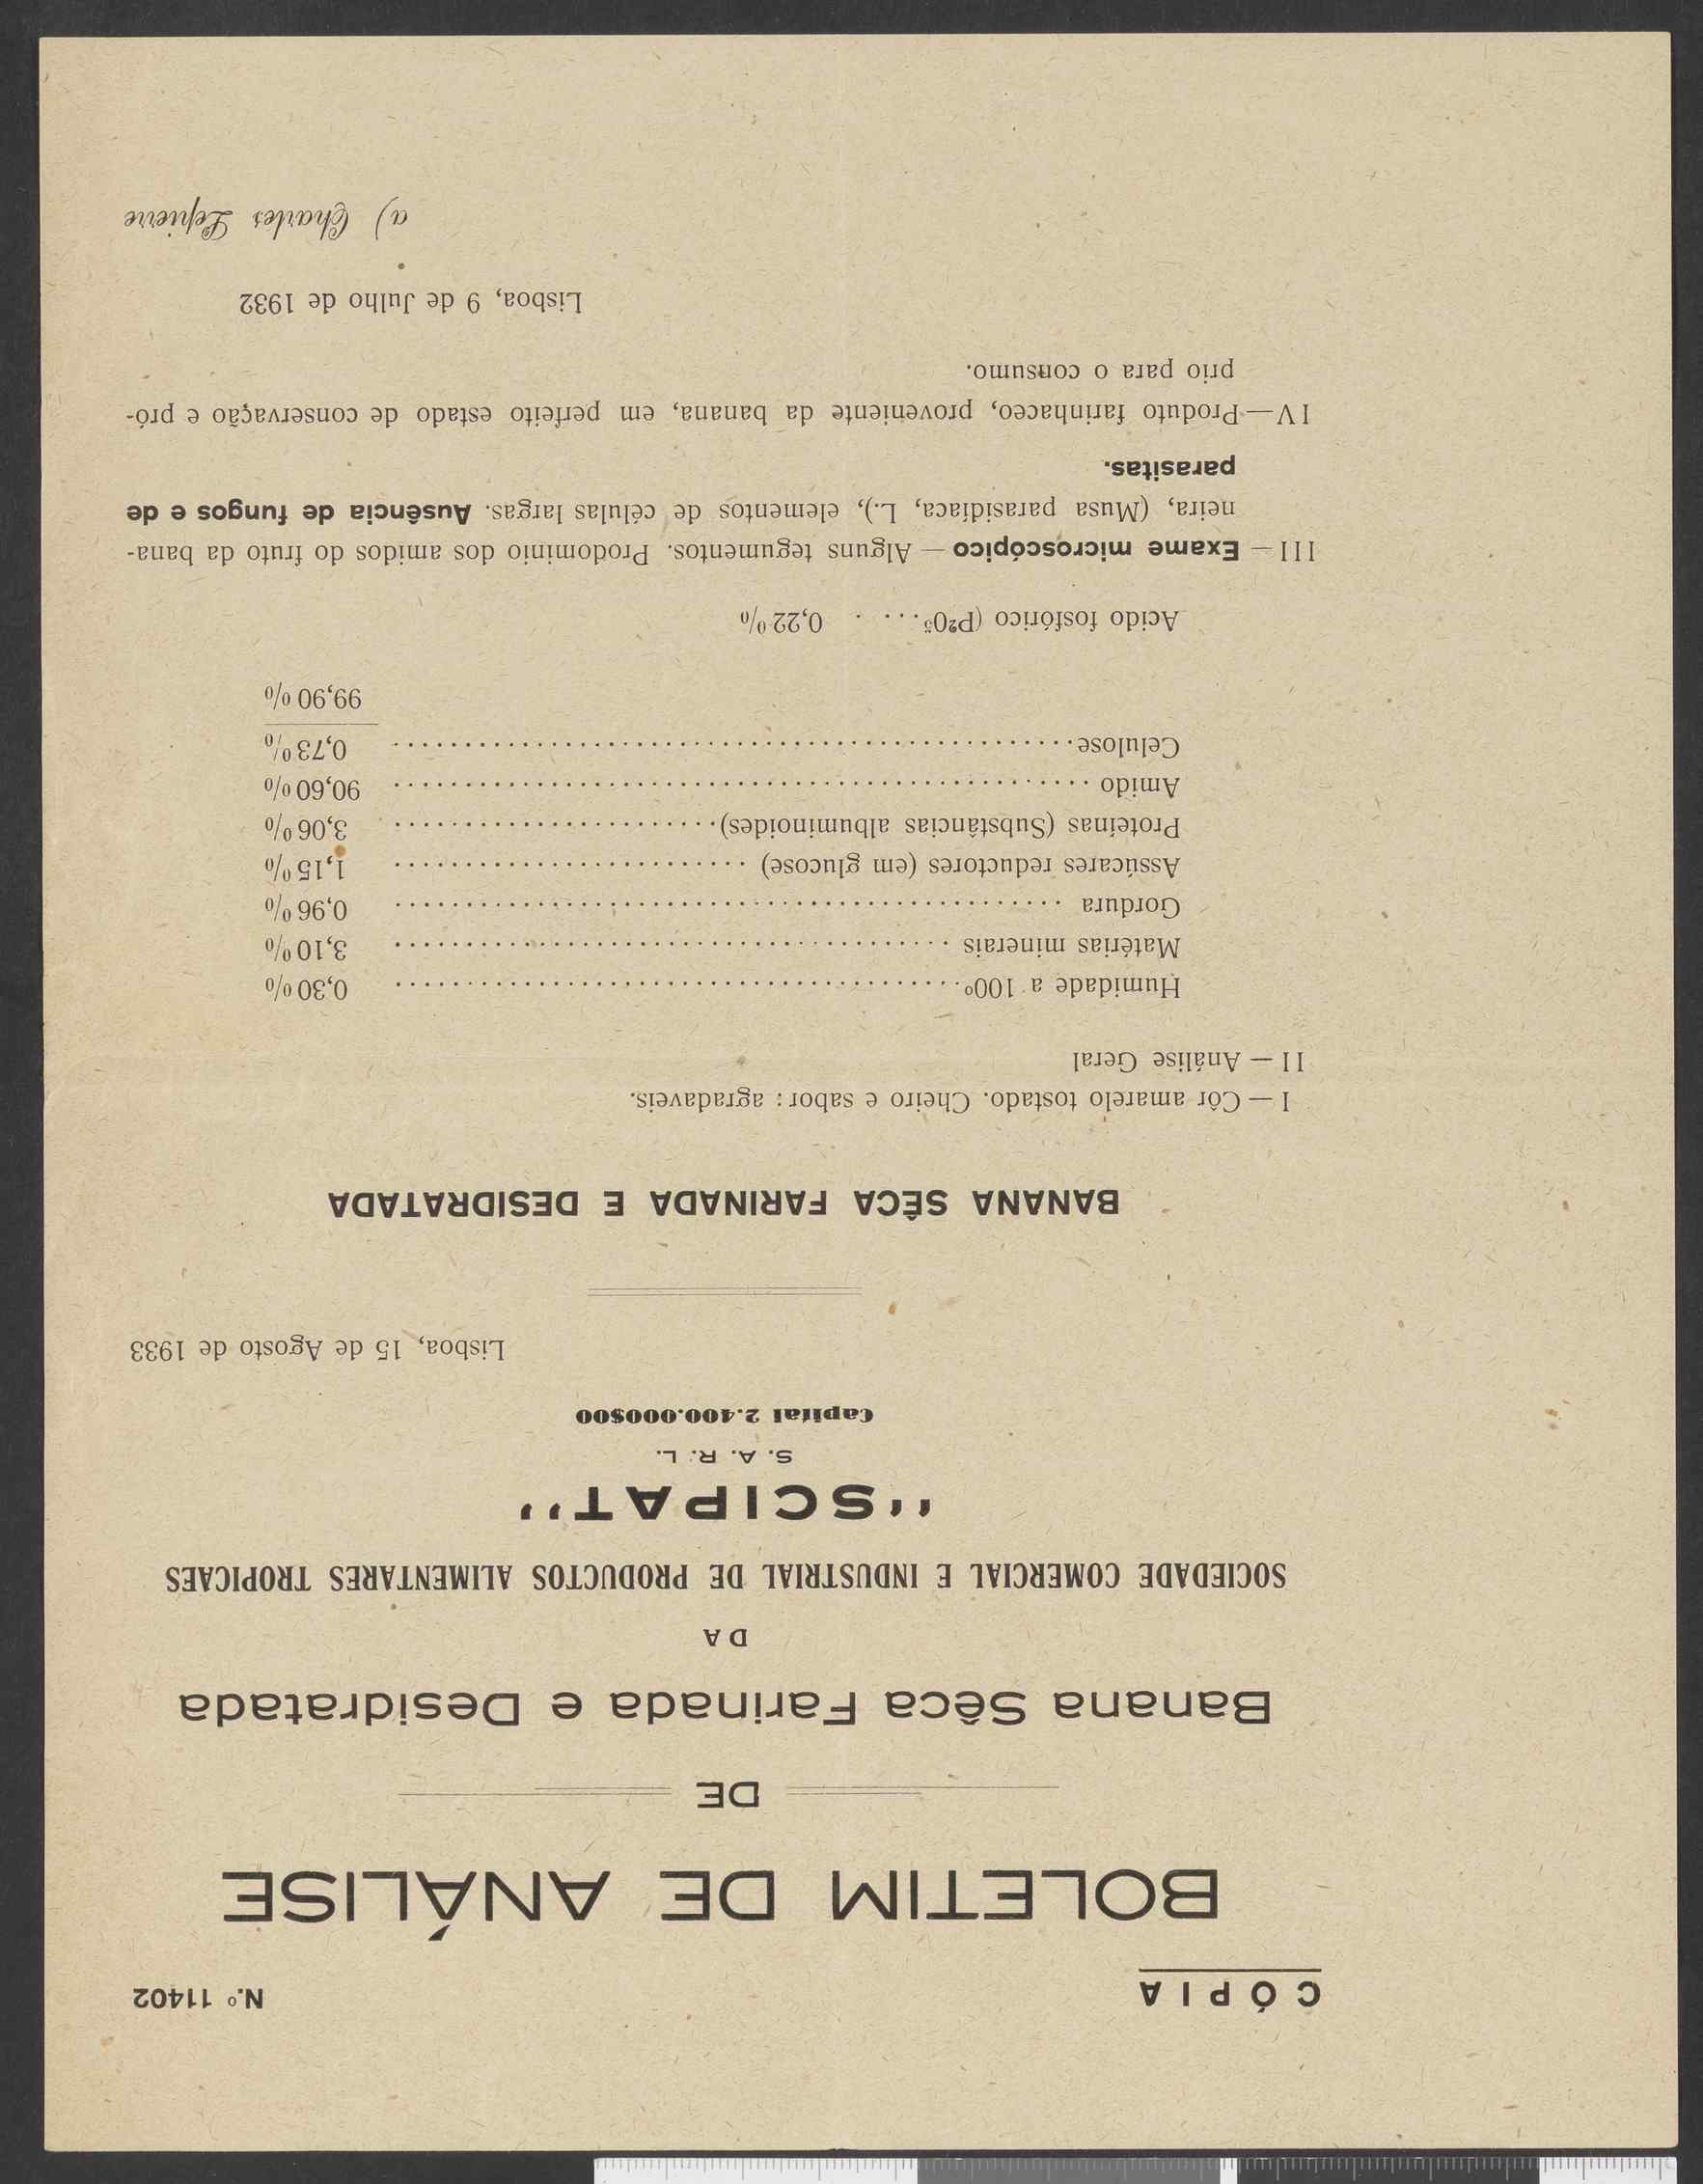 CÓPIA
N.º 11402
BOLETIM DE ANÁLISE
DE
Banana Sêca Farinada e Desidratada
DA
SOCIEDADE COMERCIAL E INDUSTRIAL DE PRODUCTOS ALIMENTARES TROPICAES
"SCIPAT"
S. A. R. L.
Capital 2.400.000$00
Lisboa, 15 de Agosto de 1933
BANANA SÊCA FARINADA E DESIDRATADA
I — Côr amarelo tostado. Cheiro e sabor: agradaveis.
II — Análise Geral
Humidade a 100º 0,30 %
Matérias minerais 3,10 %
Gordura 0,96 %
Assúcares reductores (em glucose) 1,15 %
Proteínas (Substâncias albuminoides) 3,06 %
Amido 90,60 %
Celulose 0,73 %
99,90 %
Acido fosfórico (P²0⁵ . . . . 0,22 %
III — Exame microscópico — Alguns tegumentos. Prodominio dos amidos do fruto da bana-
neira, (Musa parasidíaca, L.), elementos de células largas. Ausência de fungos e de
parasitas.
IV — Produto farinhaceo, proveniente da banana, em perfeito estado de conservação e pró-
prio para o consumo.
Lisboa, 9 de Julho de 1932
a) Charles Lepierre